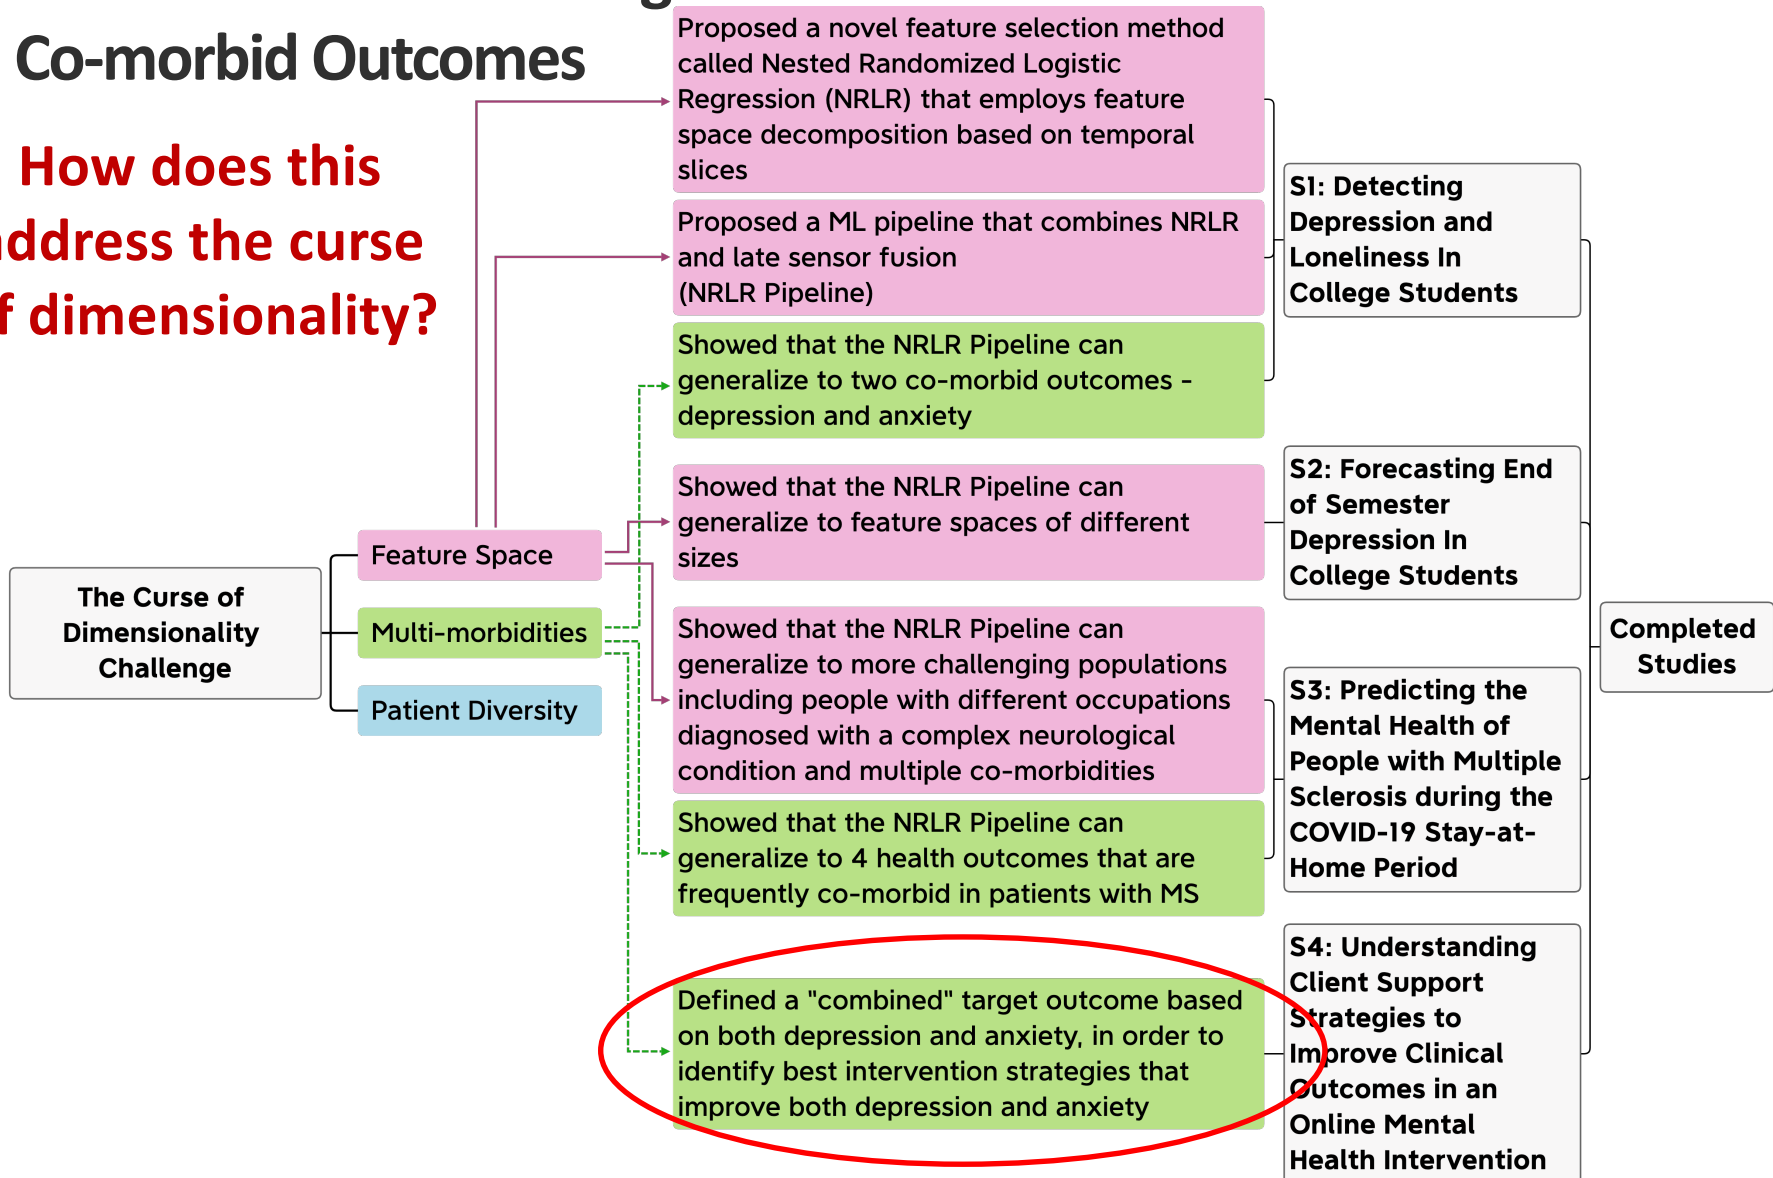 Co-morbid Outcomes
How does this
address the curse
of dimensionality?
Proposed a novel feature selection method
called Nested Randomized Logistic
Regression (NRLR) that employs feature
space decomposition based on temporal
slices
Proposed a ML pipeline that combines NRLR
and late sensor fusion
(NRLR Pipeline)
Showed that the NRLR Pipeline can
generalize to two co-morbid outcomes -
depression and anxiety
Showed that the NRLR Pipeline can
generalize to feature spaces of different
sizes
Showed that the NRLR Pipeline can
generalize to more challenging populations
including people with different occupations
diagnosed with a complex neurological
condition and multiple co-morbidities
Showed that the NRLR Pipeline can
generalize to 4 health outcomes that are
frequently co-morbid in patients with MS
Defined a "combined" target outcome based
on both depression and anxiety, in order to
identify best intervention strategies that
improve both depression and anxiety
The Curse of
Dimensionality
Challenge
Feature Space
Multi-morbidities
Patient Diversity
S1: Detecting
Depression and
Loneliness In
College Students
S2: Forecasting End
of Semester
Depression In
College Students
S3: Predicting the
Mental Health of
People with Multiple
Sclerosis during the
COVID-19 Stay-at-
Home Period
S4: Understanding
Client Support
Strategies to
Improve Clinical
Outcomes in an
Online Mental
Health Intervention
Completed
Studies